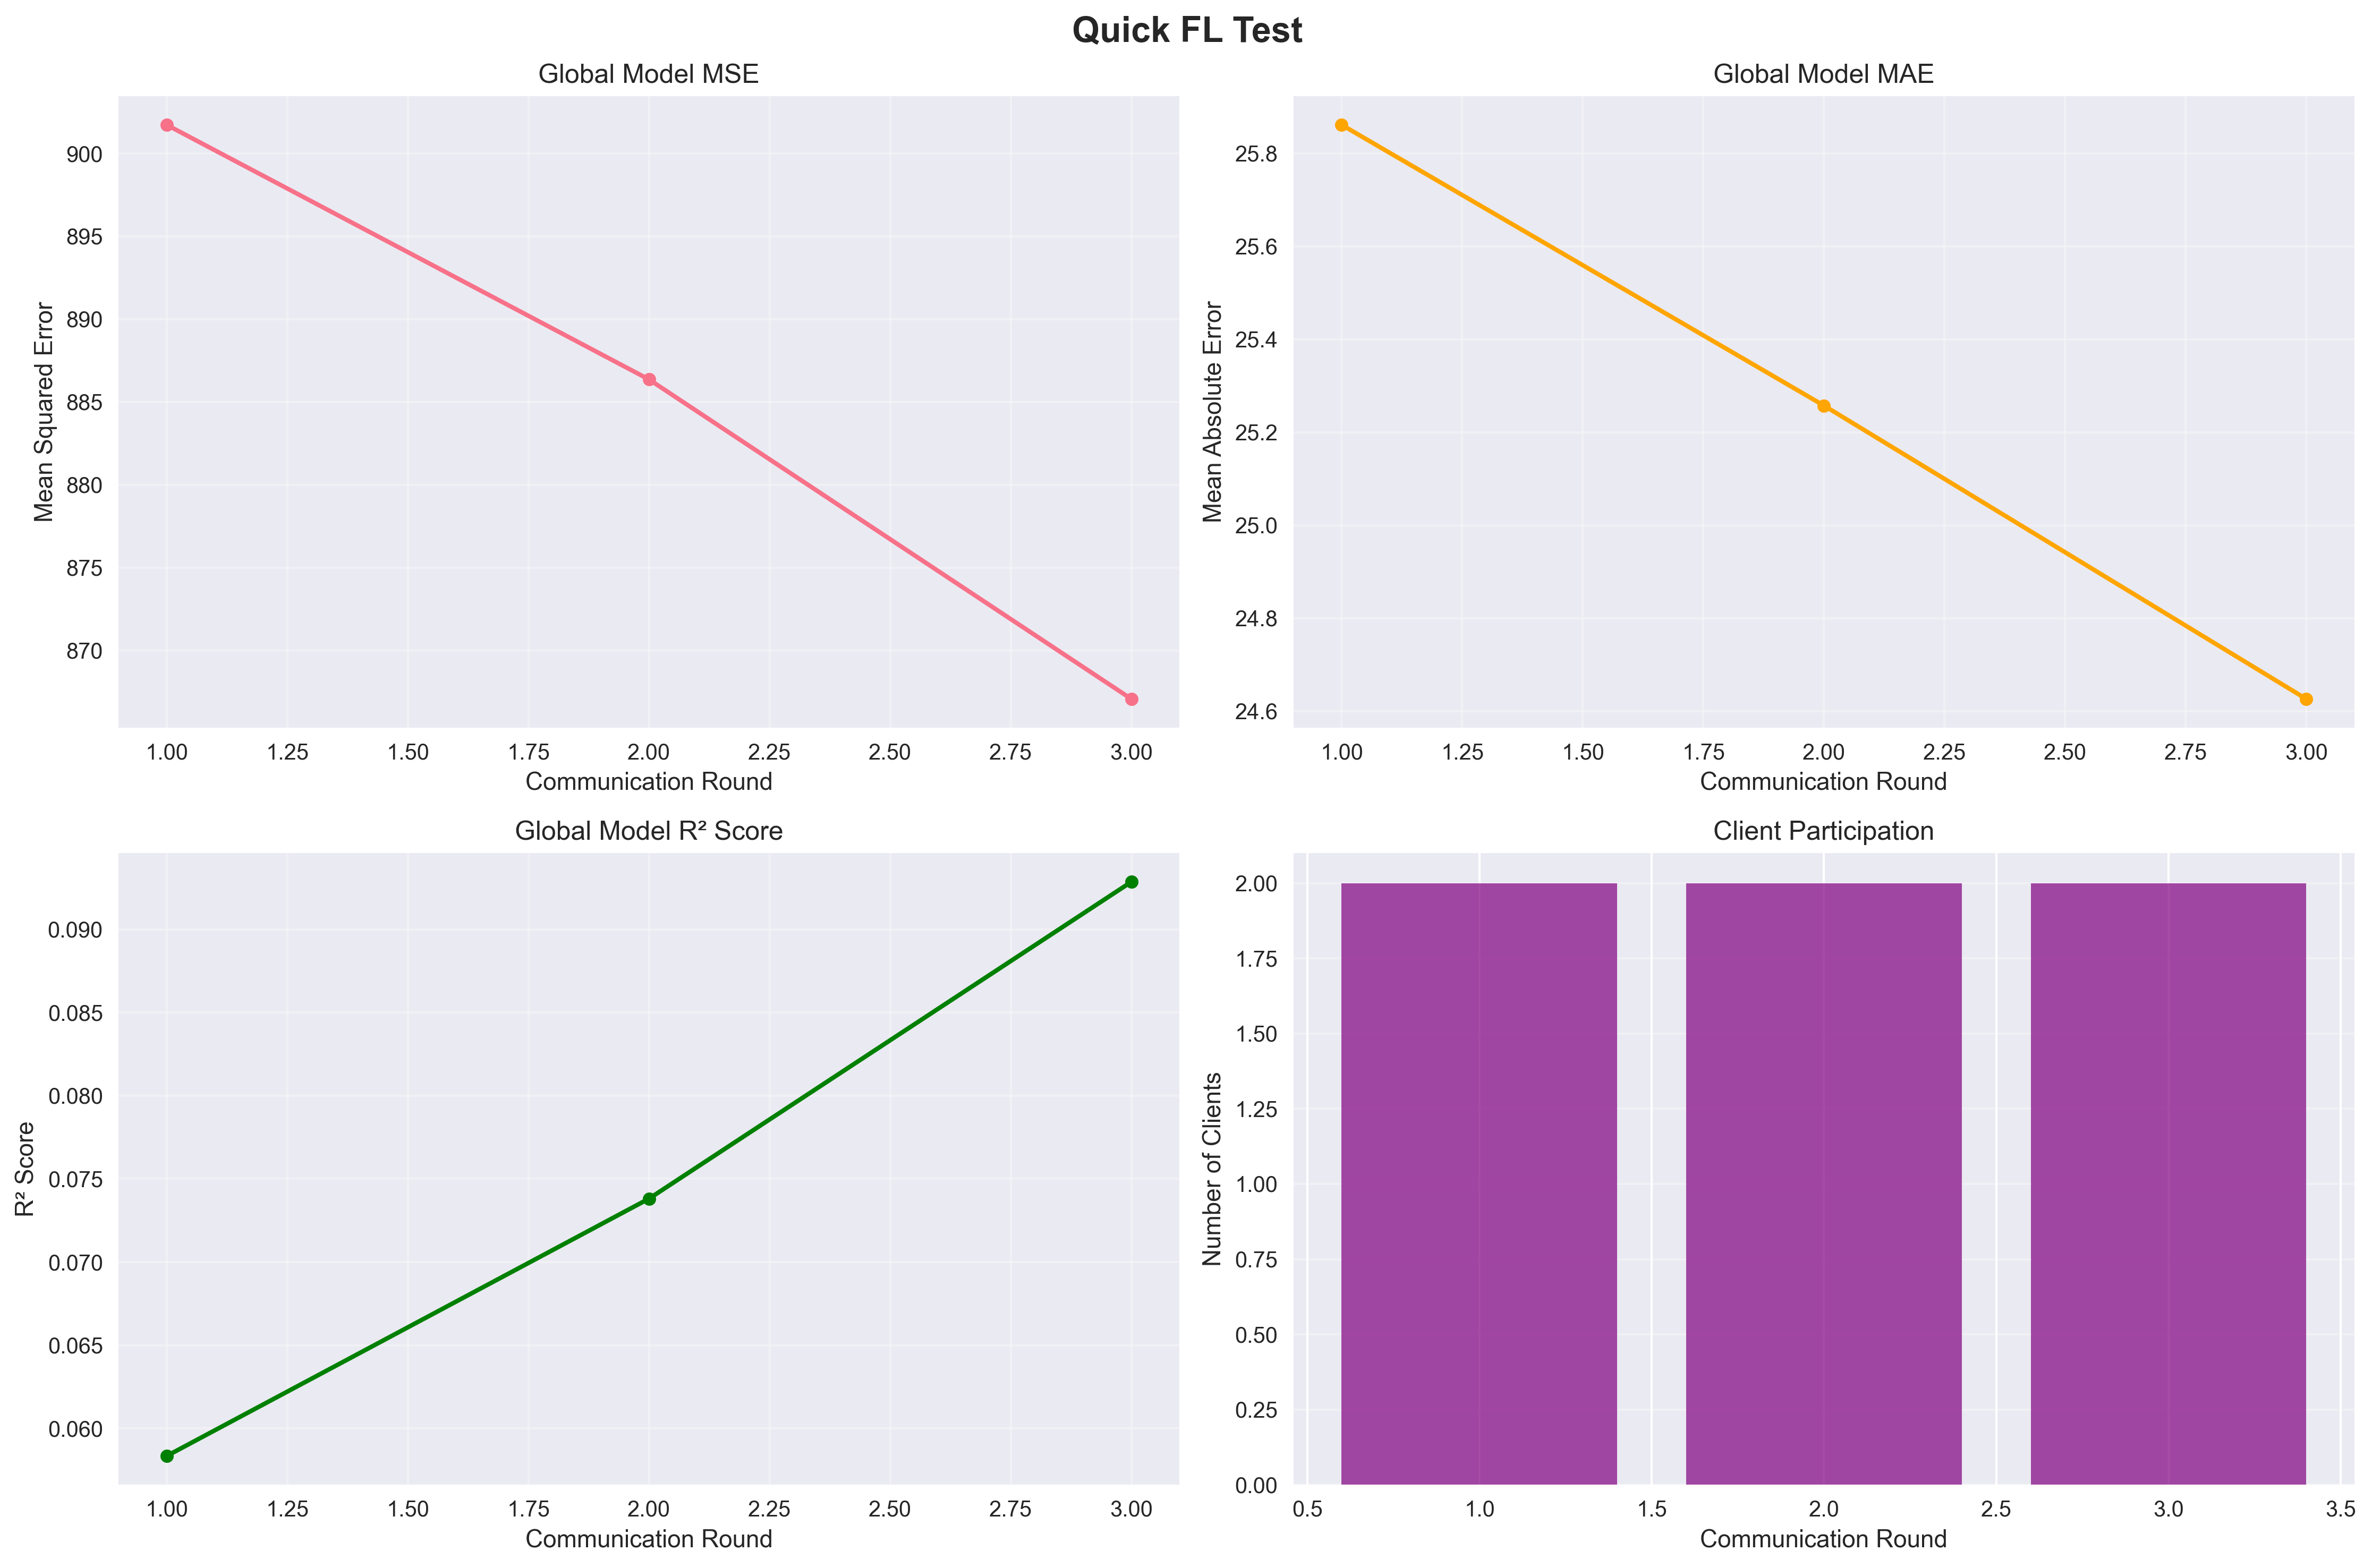 Quick FL Test
Global Model MSE
Mean Squared Error
900
895
890
885
880
875
870
1.00 1.25 1.50 1.75 2.00 2.25 2.50 2.75 3.00
Communication Round
Global Model MAE
Mean Absolute Error
25.8
25.6
25.4
25.2
25.0
24.8
24.6
1.00 1.25 1.50 1.75 2.00 2.25 2.50 2.75 3.00
Communication Round
Global Model R² Score
R² Score
0.090
0.085
0.080
0.075
0.070
0.065
0.060
1.00 1.25 1.50 1.75 2.00 2.25 2.50 2.75 3.00
Communication Round
Client Participation
Number of Clients
2.00
1.75
1.50
1.25
1.00
0.75
0.50
0.25
0.00
0.5 1.0 1.5 2.0 2.5 3.0 3.5
Communication Round